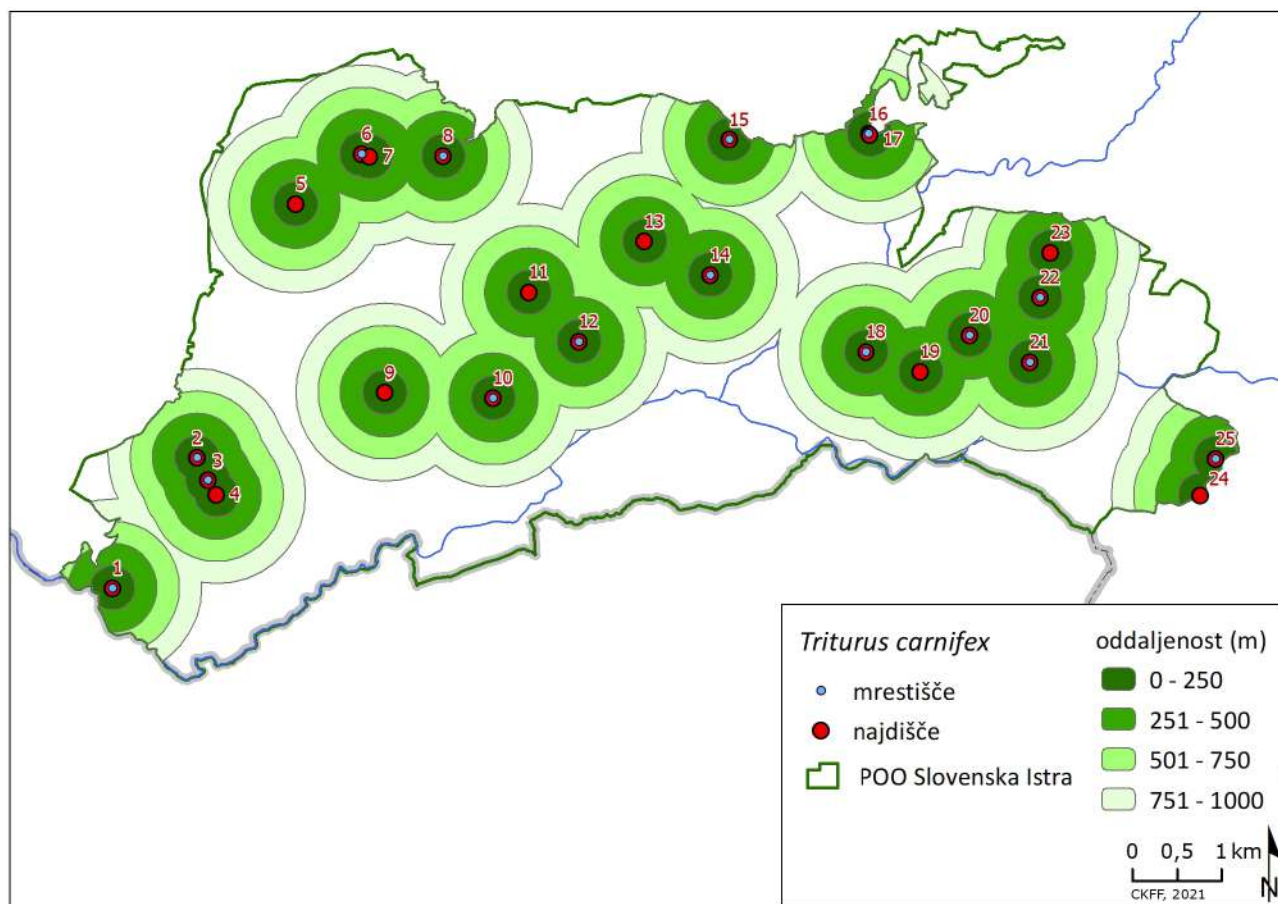 15
16
17
6
7
8
5
13
14
23
22
11
12
20
18
19
21
9
10
2
3
4
25
24
1
Triturus carnifex
mrestišče
najdišče
POO Slovenska Istra
oddaljenost (m)
0 - 250
251 - 500
501 - 750
751 - 1000
0 0,5 1 km
CKFF, 2021
N